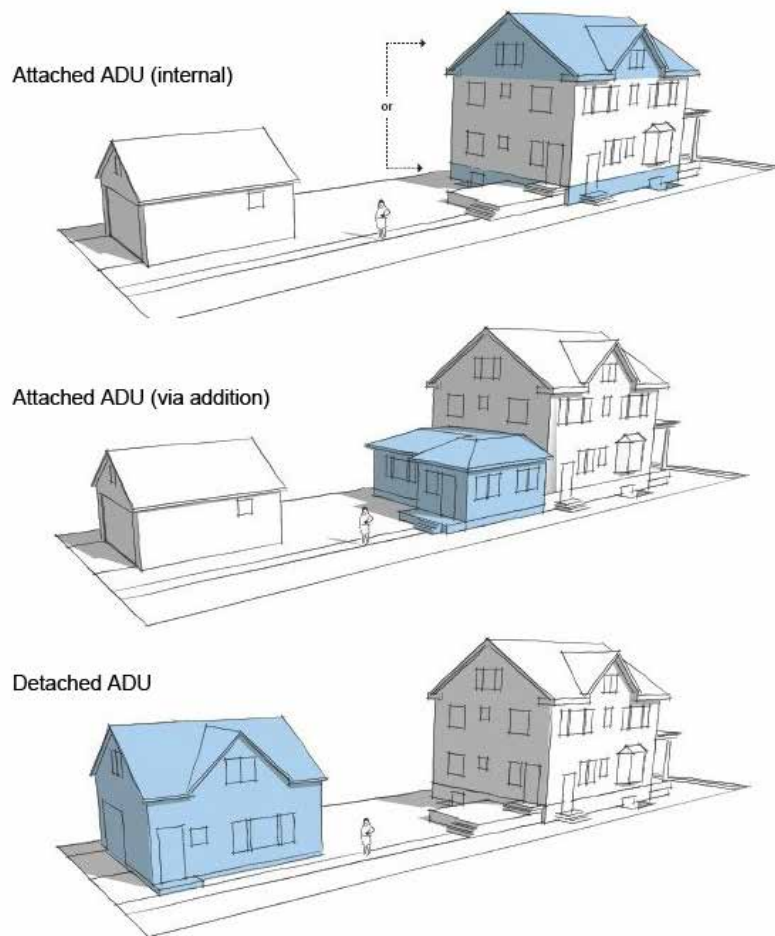 Attached ADU (internal)
or
Attached ADU (via addition)
Detached ADU